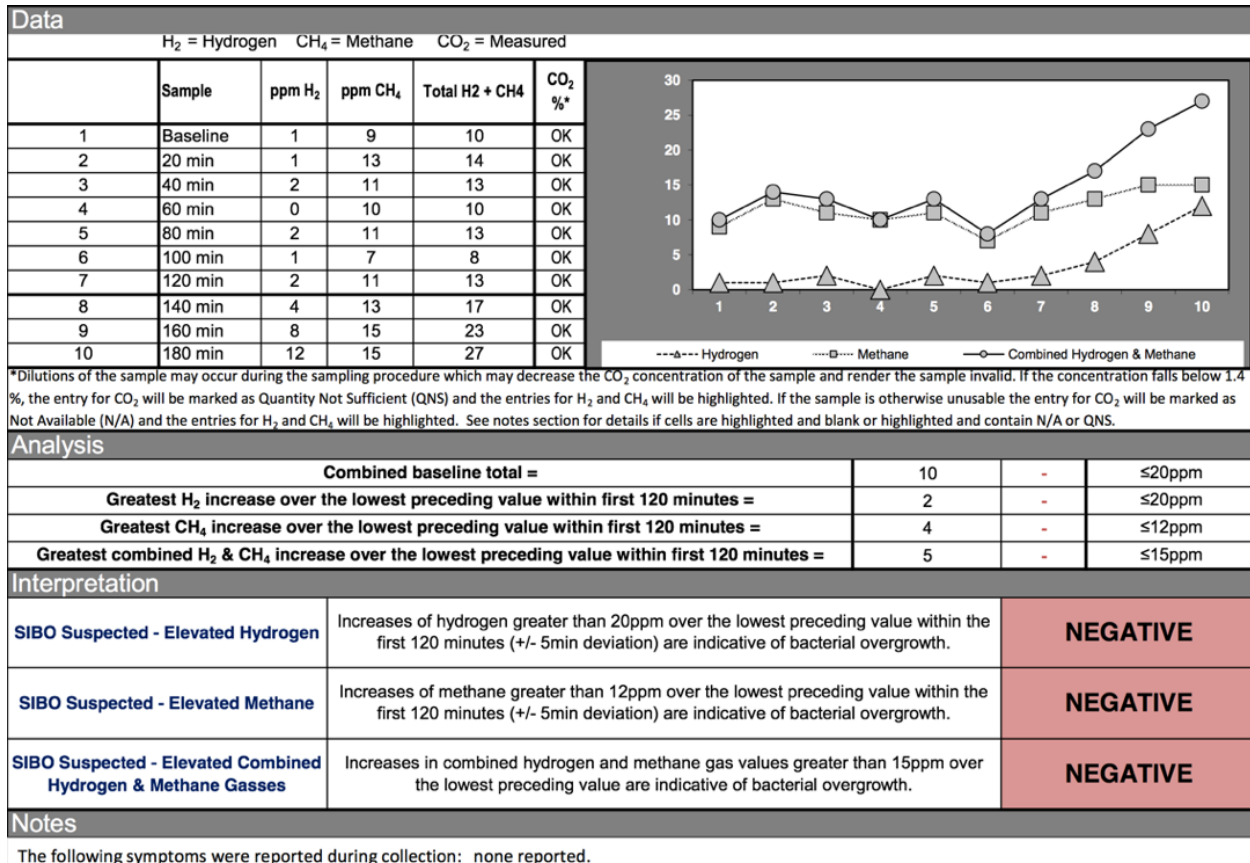 Data
H₂ = Hydrogen CH₄ = Methane CO₂ = Measured
Sample ppm H₂ ppm CH₄ Total H2 + CH4 CO₂ %*
1 Baseline 1 9 10 OK
2 20 min 1 13 14 OK
3 40 min 2 11 13 OK
4 60 min 0 10 10 OK
5 80 min 2 11 13 OK
6 100 min 1 7 8 OK
7 120 min 2 11 13 OK
8 140 min 4 13 17 OK
9 160 min 8 15 23 OK
10 180 min 12 15 27 OK
30
25
20
15
10
5
0
1 2 3 4 5 6 7 8 9 10
Hydrogen Methane Combined Hydrogen & Methane
*Dilutions of the sample may occur during the sampling procedure which may decrease the CO₂ concentration of the sample and render the sample invalid. If the concentration falls below 1.4
%, the entry for CO₂ will be marked as Quantity Not Sufficient (QNS) and the entries for H₂ and CH₄ will be highlighted. If the sample is otherwise unusable the entry for CO₂ will be marked as
Not Available (N/A) and the entries for H₂ and CH₄ will be highlighted. See notes section for details if cells are highlighted and blank or highlighted and contain N/A or QNS.
Analysis
Combined baseline total = 10 - ≤20ppm
Greatest H₂ increase over the lowest preceding value within first 120 minutes = 2 - ≤20ppm
Greatest CH₄ increase over the lowest preceding value within first 120 minutes = 4 - ≤12ppm
Greatest combined H₂ & CH₄ increase over the lowest preceding value within first 120 minutes = 5 - ≤15ppm
Interpretation
SIBO Suspected - Elevated Hydrogen
Increases of hydrogen greater than 20ppm over the lowest preceding value within the
first 120 minutes (+/- 5min deviation) are indicative of bacterial overgrowth.
NEGATIVE
SIBO Suspected - Elevated Methane
Increases of methane greater than 12ppm over the lowest preceding value within the
first 120 minutes (+/- 5min deviation) are indicative of bacterial overgrowth.
NEGATIVE
SIBO Suspected - Elevated Combined
Hydrogen & Methane Gasses
Increases in combined hydrogen and methane gas values greater than 15ppm over
the lowest preceding value are indicative of bacterial overgrowth.
NEGATIVE
Notes
The following symptoms were reported during collection: none reported.